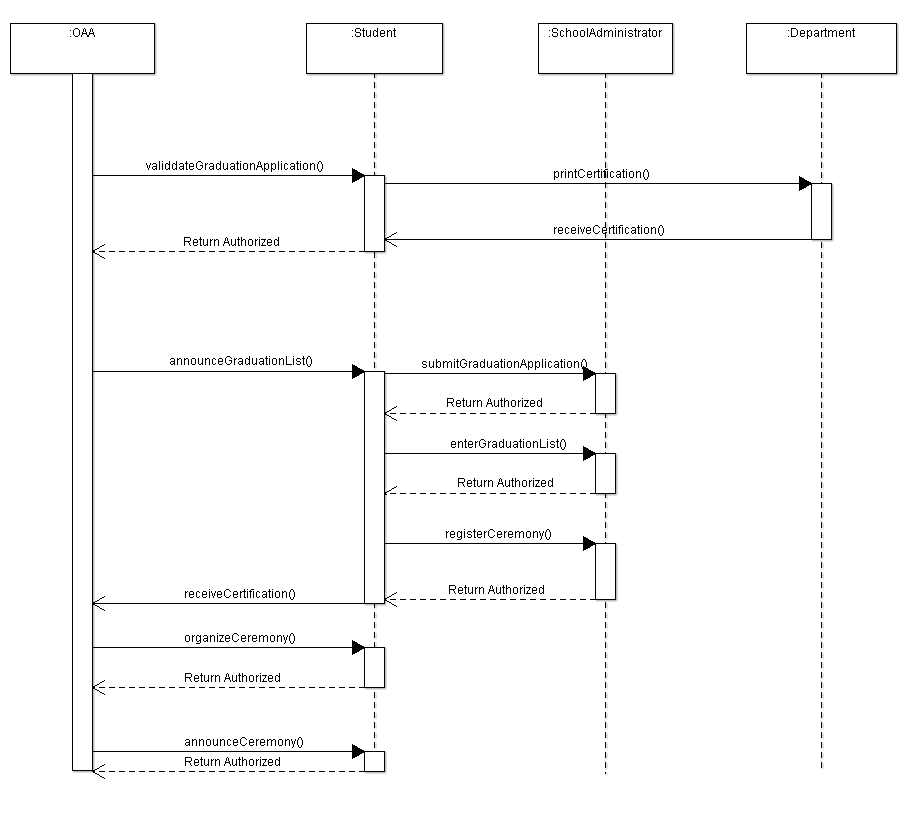 :OAA
:Student
:SchoolAdministrator
:Department
validdateGraduationApplication()
printCertification()
receiveCertification()
Return Authorized
announceGraduationList()
submitGraduationApplication()
Return Authorized
enterGraduationList()
Return Authorized
registerCeremony()
Return Authorized
receiveCertification()
organizeCeremony()
Return Authorized
announceCeremony()
Return Authorized